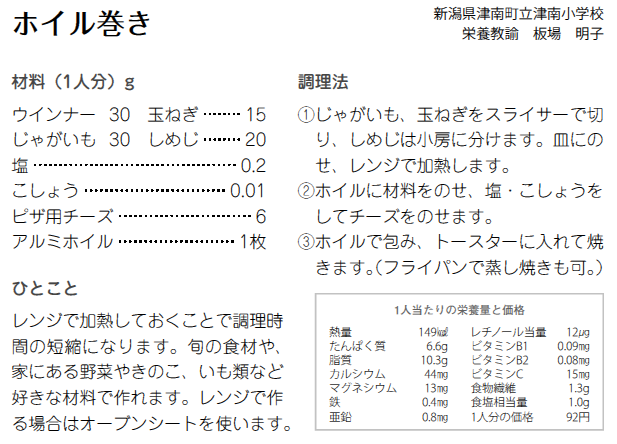 ホイル巻き
新潟県津南町立津南小学校
栄養教諭　板場　明子
材料（1人分）g
ウインナー　30　玉ねぎ……15
じゃがいも　30　しめじ……20
塩……0.2
こしょう……0.01
ピザ用チーズ……6
アルミホイル……1枚
ひとこと
レンジで加熱しておくことで調理時
間の短縮になります。旬の食材や、
家にある野菜やきのこ、いも類など
好きな材料で作れます。レンジで作
る場合はオーブンシートを使います。
調理法
①じゃがいも、玉ねぎをスライサーで切
り、しめじは小房に分けます。皿にの
せ、レンジで加熱します。
②ホイルに材料をのせ、塩・こしょうを
してチーズをのせます。
③ホイルで包み、トースターに入れて焼
きます。（フライパンで蒸し焼きも可。）
1人当たりの栄養量と価格
熱量　149㎉　レチノール当量　12㎍
たんぱく質　6.6g　ビタミンB1　0.09㎎
脂質　10.3g　ビタミンB2　0.08㎎
カルシウム　44㎎　ビタミンC　15㎎
マグネシウム　13㎎　食物繊維　1.3g
鉄　0.4㎎　食塩相当量　1.0g
亜鉛　0.8㎎　1人分の価格　92円